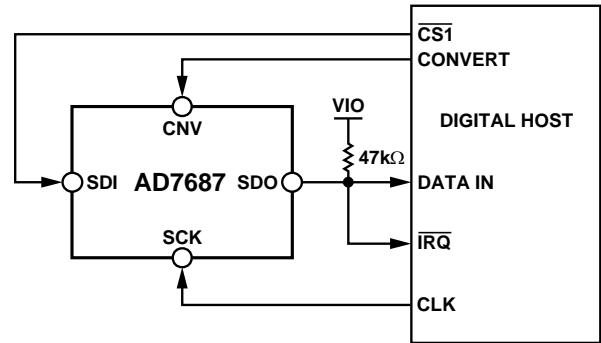 CS1
CONVERT
VIO
CNV
DIGITAL HOST
47kΩ
SDI
AD7687
SDO
DATA IN
SCK
IRQ
CLK